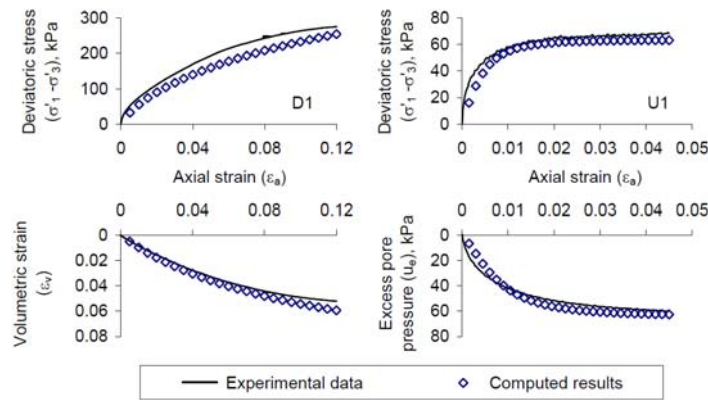 Deviatoric stress
(σ'1 -σ'3), kPa
300
200
100
0
D1
0 0.04 0.08 0.12
Axial strain (εa)
Deviatoric stress
(σ'1 -σ'3), kPa
80
60
40
20
0
U1
0 0.01 0.02 0.03 0.04 0.05
Axial strain (εa)
0 0.04 0.08 0.12
Volumetric strain
(εv)
0
0.02
0.04
0.06
0.08
0 0.01 0.02 0.03 0.04 0.05
Excess pore
pressure (ue), kPa
0
20
40
60
80
Experimental data
Computed results